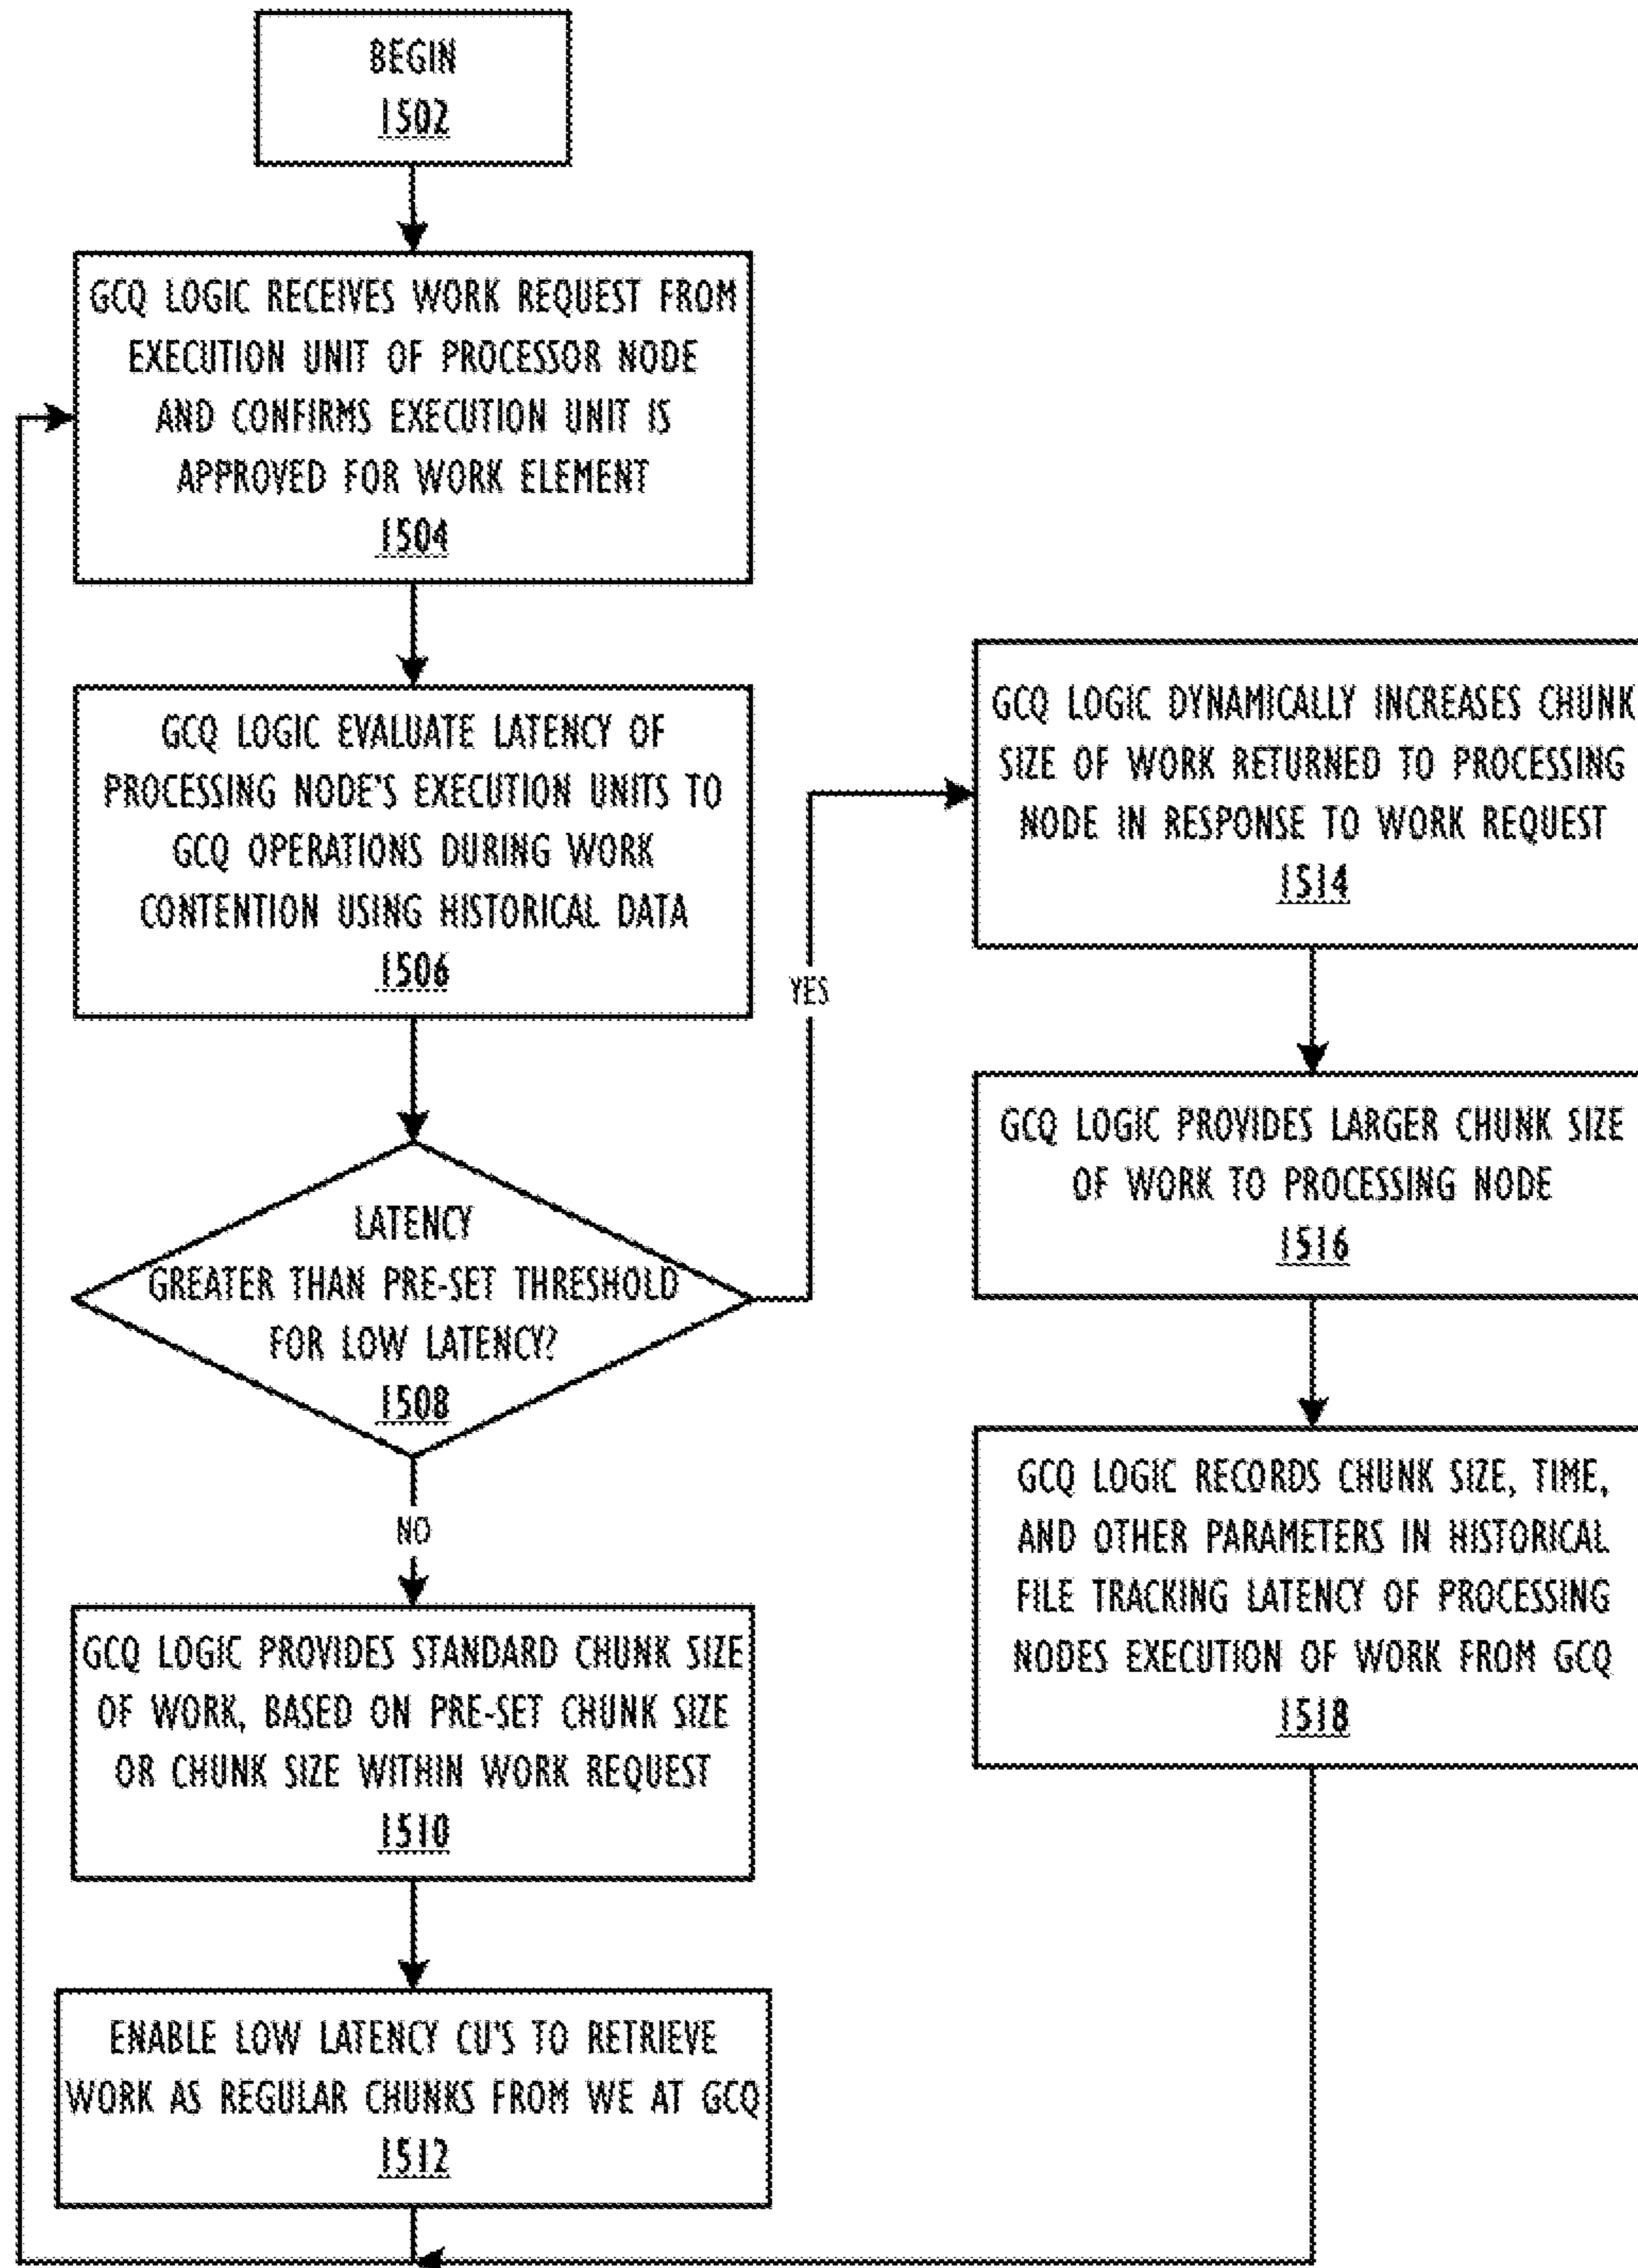 BEGIN
1502
GCQ LOGIC RECEIVES WORK REQUEST FROM
EXECUTION UNIT OF PROCESSOR NODE
AND CONFIRMS EXECUTION UNIT IS
APPROVED FOR WORK ELEMENT
1504
GCQ LOGIC EVALUATE LATENCY OF
PROCESSING NODE'S EXECUTION UNITS TO
GCQ OPERATIONS DURING WORK
CONTENTION USING HISTORICAL DATA
1506
LATENCY
GREATER THAN PRE-SET THRESHOLD
FOR LOW LATENCY?
1508
NO
GCQ LOGIC PROVIDES STANDARD CHUNK SIZE
OF WORK, BASED ON PRE-SET CHUNK SIZE
OR CHUNK SIZE WITHIN WORK REQUEST
1510
ENABLE LOW LATENCY CU'S TO RETRIEVE
WORK AS REGULAR CHUNKS FROM WE AT GCQ
1512
YES
GCQ LOGIC DYNAMICALLY INCREASES CHUNK
SIZE OF WORK RETURNED TO PROCESSING
NODE IN RESPONSE TO WORK REQUEST
1514
GCQ LOGIC PROVIDES LARGER CHUNK SIZE
OF WORK TO PROCESSING NODE
1516
GCQ LOGIC RECORDS CHUNK SIZE, TIME,
AND OTHER PARAMETERS IN HISTORICAL
FILE TRACKING LATENCY OF PROCESSING
NODES EXECUTION OF WORK FROM GCQ
1518